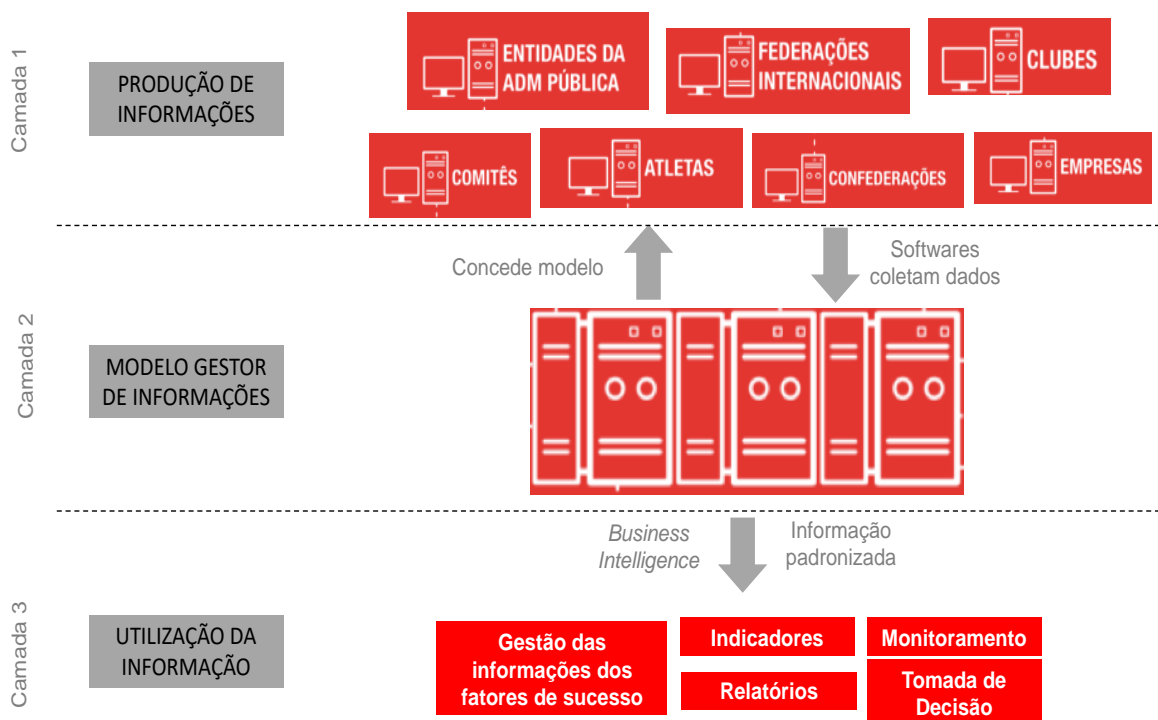 Camada 1
PRODUÇÃO DE
INFORMAÇÕES
ENTIDADES DA
ADM PÚBLICA
FEDERAÇÕES
INTERNACIONAIS
CLUBES
COMITÊS
ATLETAS
CONFEDERAÇÕES
EMPRESAS
Concede modelo
Softwares
coletam dados
Camada 2
MODELO GESTOR
DE INFORMAÇÕES
Business
Intelligence
Informação
padronizada
Camada 3
UTILIZAÇÃO DA
INFORMAÇÃO
Gestão das
informações dos
fatores de sucesso
Indicadores
Relatórios
Monitoramento
Tomada de
Decisão